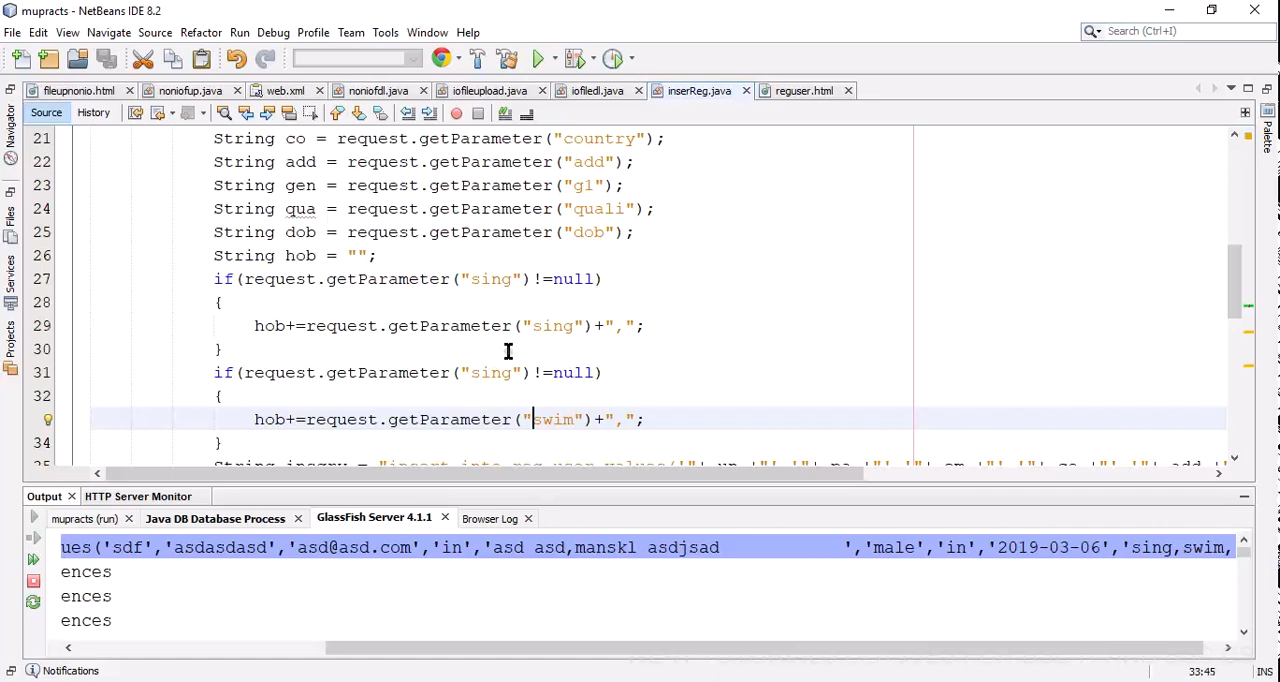 mupracts - NetBeans IDE 8.2
File Edit View Navigate Source Refactor Run Debug Profile Team Tools Window Help
Search (Ctrl+I)
filegnonio.html noniofup.java web.xml noniofdl.java iofileupload.java iofiledl.java inserReg.java reguser.html
Source History
21 String co = request.getParameter("country");
22 String add = request.getParameter("add");
23 String gen = request.getParameter("g1");
24 String qua = request.getParameter("quali");
25 String dob = request.getParameter("dob");
26 String hob = "";
27 if(request.getParameter("sing")!=null)
28 {
29 hob+=request.getParameter("sing")+",";
30 }
31 if(request.getParameter("sing")!=null)
32 {
hob+=request.getParameter("swim")+",";
34 }
Navigator
Files
Services
Projects
Palette
Output HTTP Server Monitor
mupracts (run) Java DB Database Process GlassFish Server 4.1.1 Browser Log
ues('sdf','asdasdasd','asd@asd.com','in','asd asd,manskl asdjsad ','male','in','2019-03-06','sing,swim,
ences
ences
ences
Notifications
33:45 INS